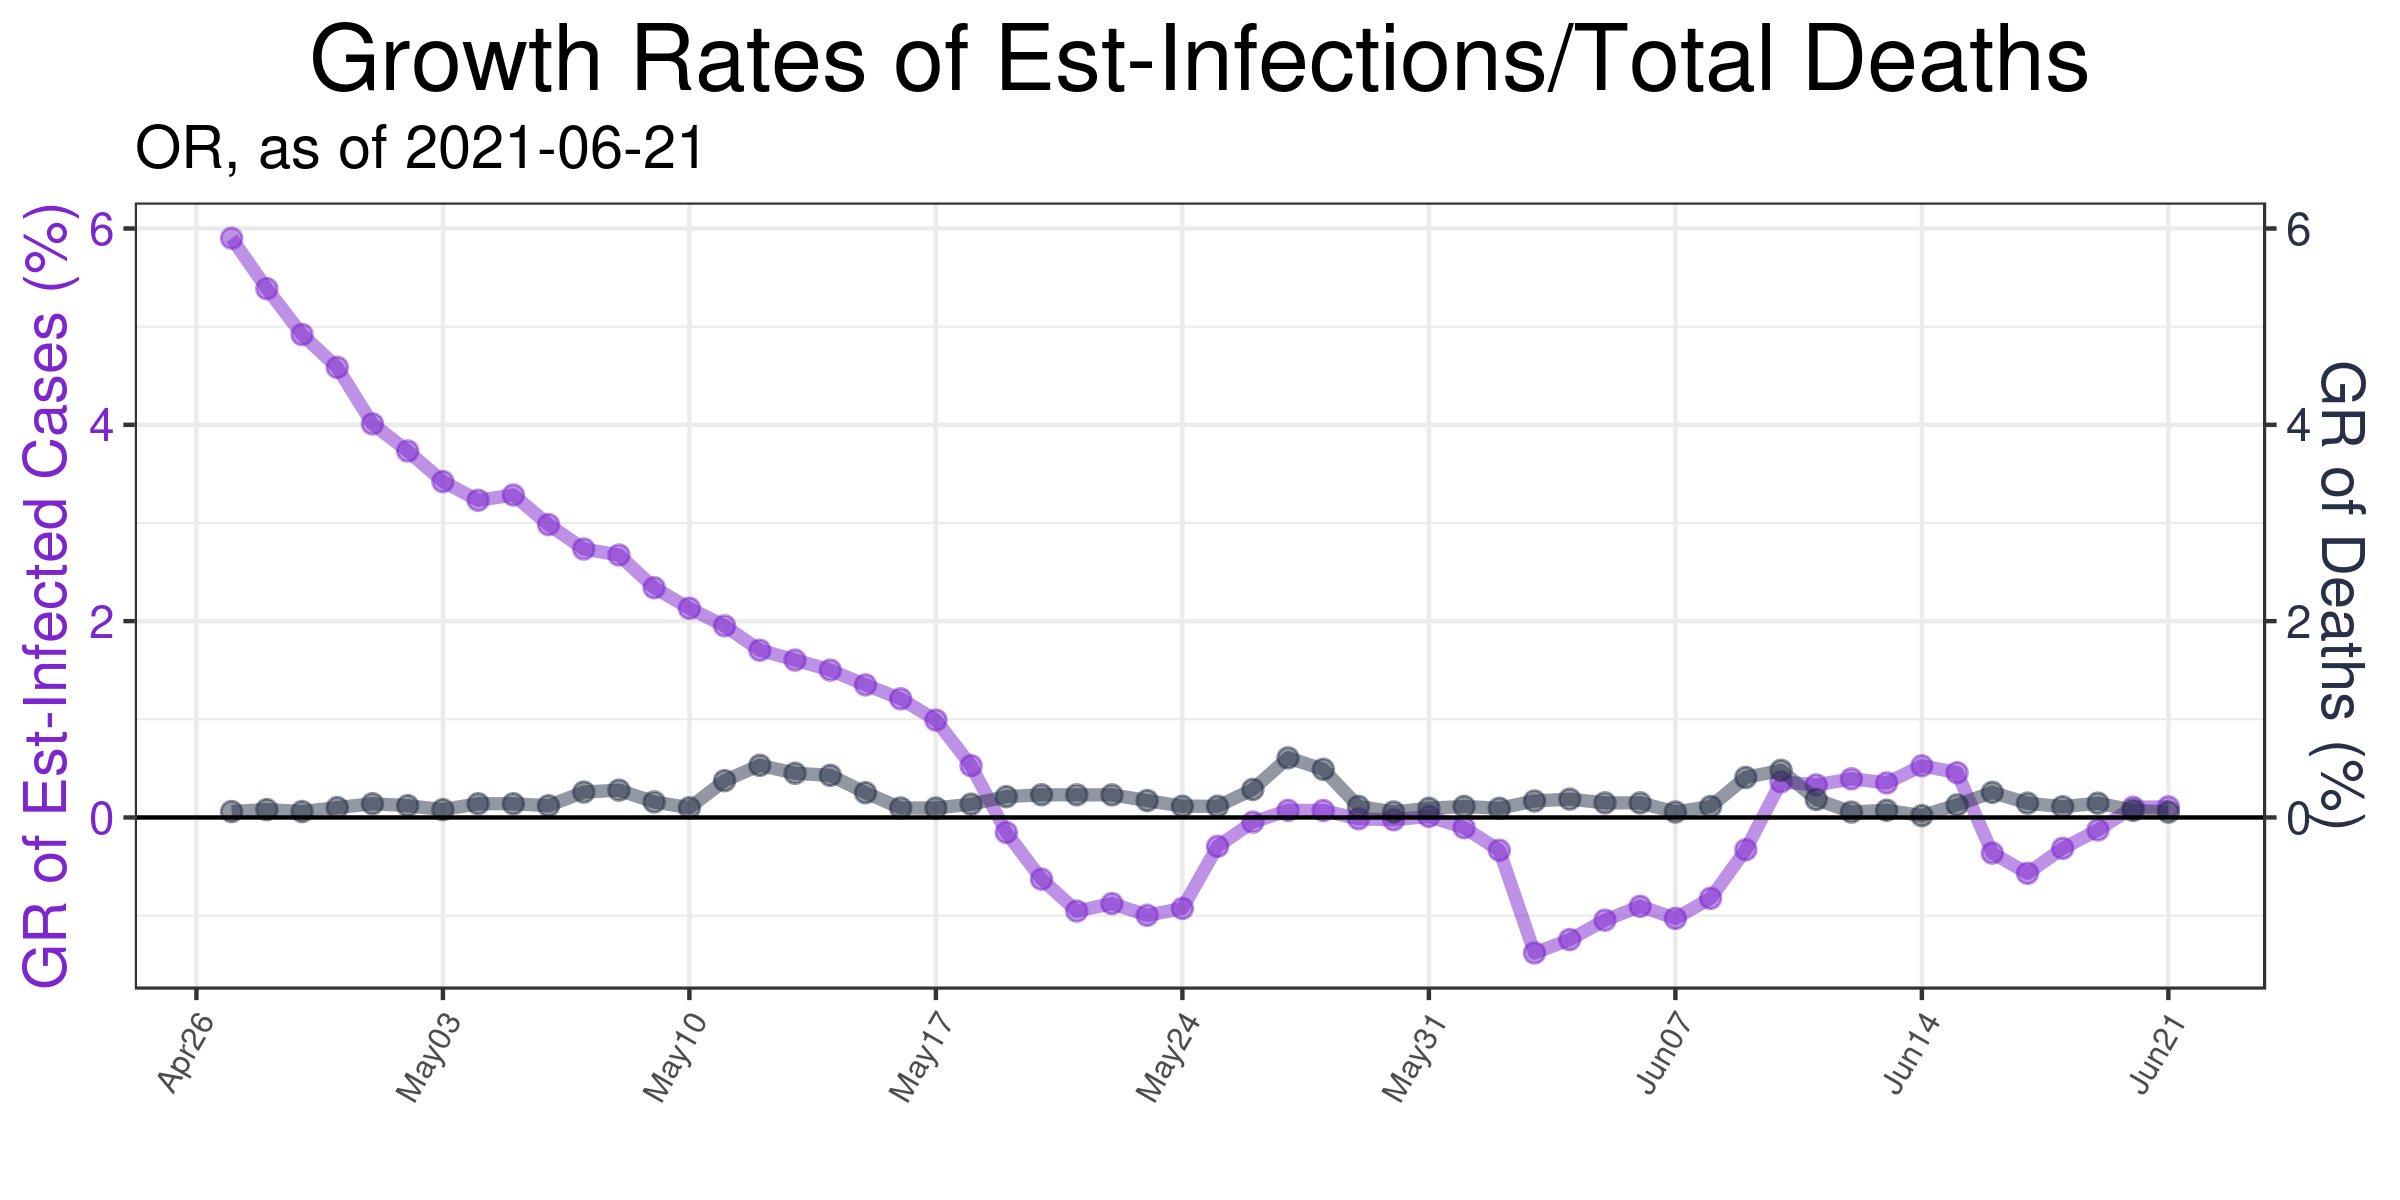 Growth Rates of Est-Infections/Total Deaths
OR, as of 2021-06-21
GR of Est-Infected Cases (%)
6
4
2
0
6
4
2
0
GR of Deaths (%)
Apr26
May03
May10
May17
May24
May31
Jun07
Jun14
Jun21